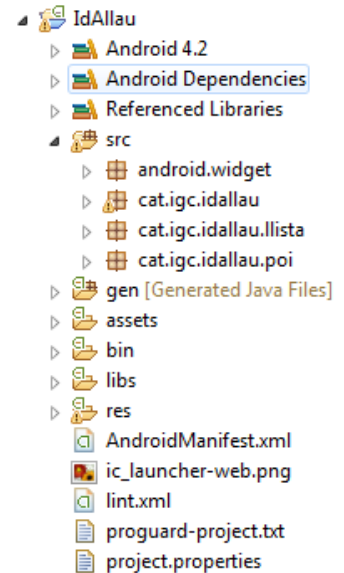 IdAllau
Android 4.2
Android Dependencies
Referenced Libraries
src
android.widget
cat.igc.idallau
cat.igc.idallau.llista
cat.igc.idallau.poi
gen [Generated Java Files]
assets
bin
libs
res
AndroidManifest.xml
ic_launcher-web.png
lint.xml
proguard-project.txt
project.properties